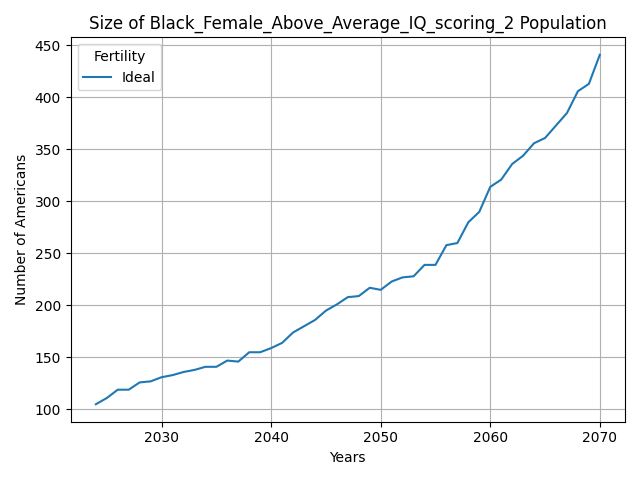 Size of Black_Female_Above_Average_IQ_scoring_2 Population
Fertility
Ideal
Number of Americans
450
400
350
300
250
200
150
100
2030 2040 2050 2060 2070
Years